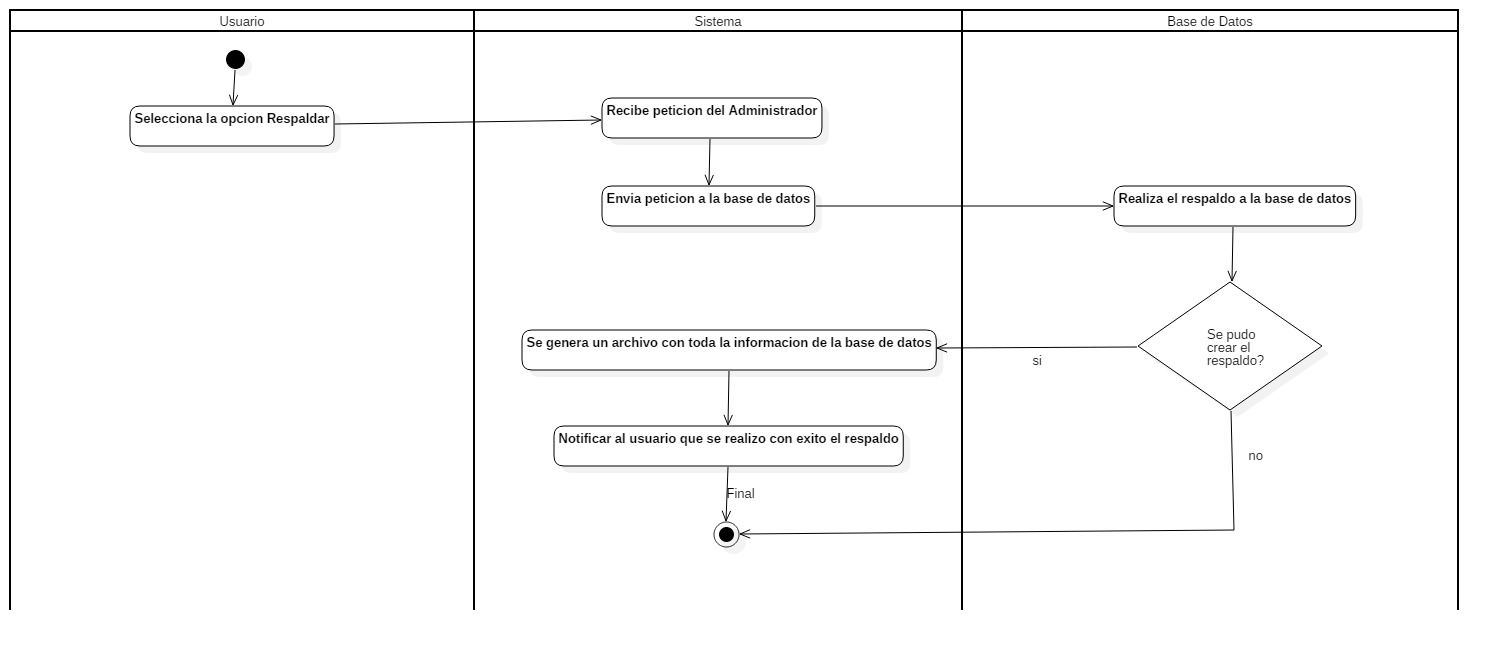 Usuario
Sistema
Base de Datos
Selecciona la opcion Respaldar
Recibe peticion del Administrador
Envia peticion a la base de datos
Realiza el respaldo a la base de datos
Se pudo
crear el
respaldo?
si
Se genera un archivo con toda la informacion de la base de datos
Notificar al usuario que se realizo con exito el respaldo
no
Final